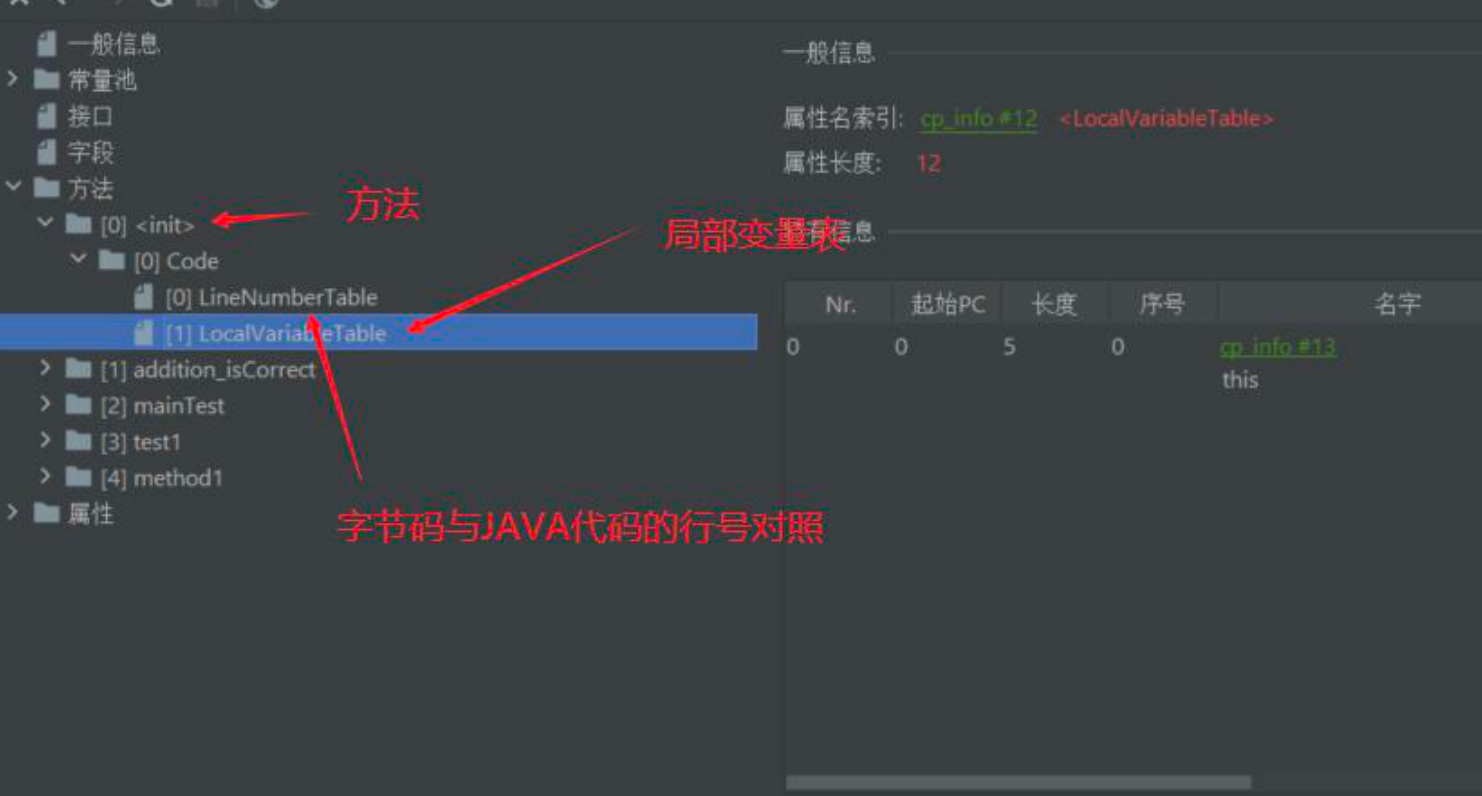 一般信息
常量池
接口
字段
方法
[0] <init>
[0] Code
[0] LineNumberTable
[1] LocalVariableTable
[1] addition_isCorrect
[2] mainTest
[3] test1
[4] method1
属性
方法
局部变量表
字节码与JAVA代码的行号对照
一般信息
属性名索引: cp_info #12 <LocalVariableTable>
属性长度: 12
信息
Nr. 起始PC 长度 序号 名字
0 0 5 0 cp_info #13
this